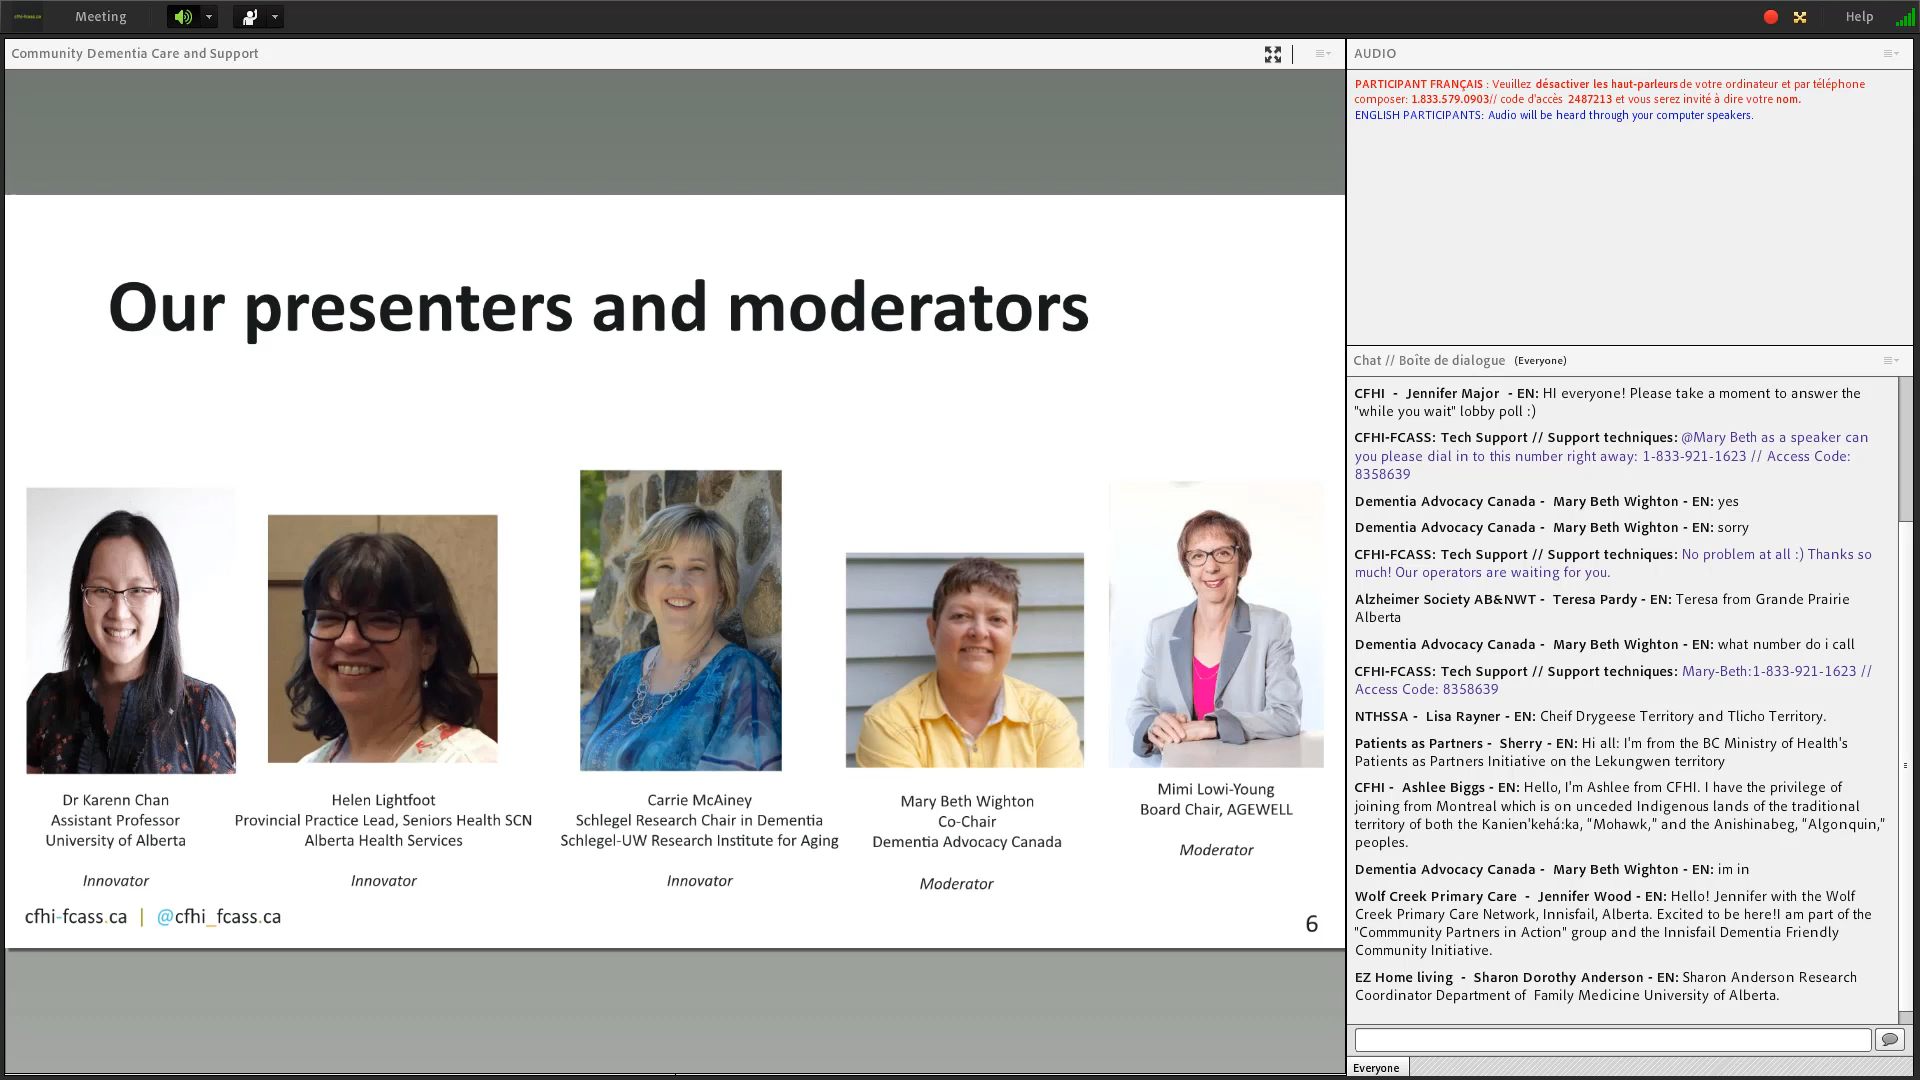 cfhi-fcass.ca
Meeting
Help
Community Dementia Care and Support
Our presenters and moderators
Dr Karenn Chan
Assistant Professor
University of Alberta
Innovator
Helen Lightfoot
Provincial Practice Lead, Seniors Health SCN
Alberta Health Services
Innovator
Carrie McAiney
Schlegel Research Chair in Dementia
Schlegel-UW Research Institute for Aging
Innovator
Mary Beth Wighton
Co-Chair
Dementia Advocacy Canada
Moderator
Mimi Lowi-Young
Board Chair, AGEWELL
Moderator
cfhi-fcass.ca | @cfhi_fcass.ca
6
AUDIO
PARTICIPANT FRANÇAIS : Veuillez désactiver les haut-parleurs de votre ordinateur et par téléphone
composer: 1.833.579.0903// code d'accès 2487213 et vous serez invité à dire votre nom.
ENGLISH PARTICIPANTS: Audio will be heard through your computer speakers.
Chat // Boîte de dialogue (Everyone)
CFHI - Jennifer Major - EN: HI everyone! Please take a moment to answer the
"while you wait" lobby poll :)
CFHI-FCASS: Tech Support // Support techniques: @Mary Beth as a speaker can
you please dial in to this number right away: 1-833-921-1623 // Access Code:
8358639
Dementia Advocacy Canada - Mary Beth Wighton - EN: yes
Dementia Advocacy Canada - Mary Beth Wighton - EN: sorry
CFHI-FCASS: Tech Support // Support techniques: No problem at all :) Thanks so
much! Our operators are waiting for you.
Alzheimer Society AB&NWT - Teresa Pardy - EN: Teresa from Grande Prairie
Alberta
Dementia Advocacy Canada - Mary Beth Wighton - EN: what number do i call
CFHI-FCASS: Tech Support // Support techniques: Mary-Beth:1-833-921-1623 //
Access Code: 8358639
NTHSSA - Lisa Rayner - EN: Cheif Drygeese Territory and Tlicho Territory.
Patients as Partners - Sherry - EN: Hi all: I'm from the BC Ministry of Health's
Patients as Partners Initiative on the Lekungwen territory
CFHI - Ashlee Biggs - EN: Hello, I'm Ashlee from CFHI. I have the privilege of
joining from Montreal which is on unceded Indigenous lands of the traditional
territory of both the Kanien'kehá:ka, "Mohawk," and the Anishinabeg, "Algonquin,"
peoples.
Dementia Advocacy Canada - Mary Beth Wighton - EN: im in
Wolf Creek Primary Care - Jennifer Wood - EN: Hello! Jennifer with the Wolf
Creek Primary Care Network, Innisfail, Alberta. Excited to be here!I am part of the
"Commmunity Partners in Action" group and the Innisfail Dementia Friendly
Community Initiative.
EZ Home living - Sharon Dorothy Anderson - EN: Sharon Anderson Research
Coordinator Department of Family Medicine University of Alberta.
Everyone